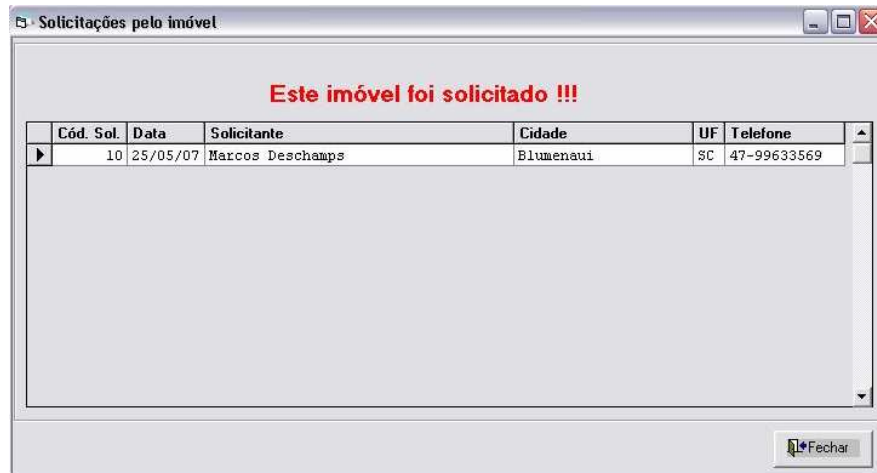 Solicitações pelo imóvel
Este imóvel foi solicitado !!!
Cód. Sol. Data Solicitante Cidade UF Telefone
10 25/05/07 Marcos Deschamps Blumenaui SC 47-99633569
Fechar